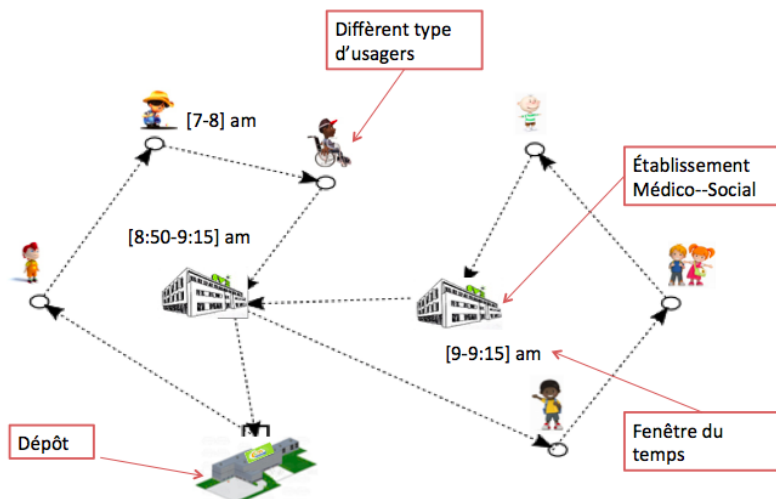 Diffèrent type
d'usagers
[7-8] am
Établissement
Médico--Social
[8:50-9:15] am
[9-9:15] am
Dépôt
Fenêtre du
temps